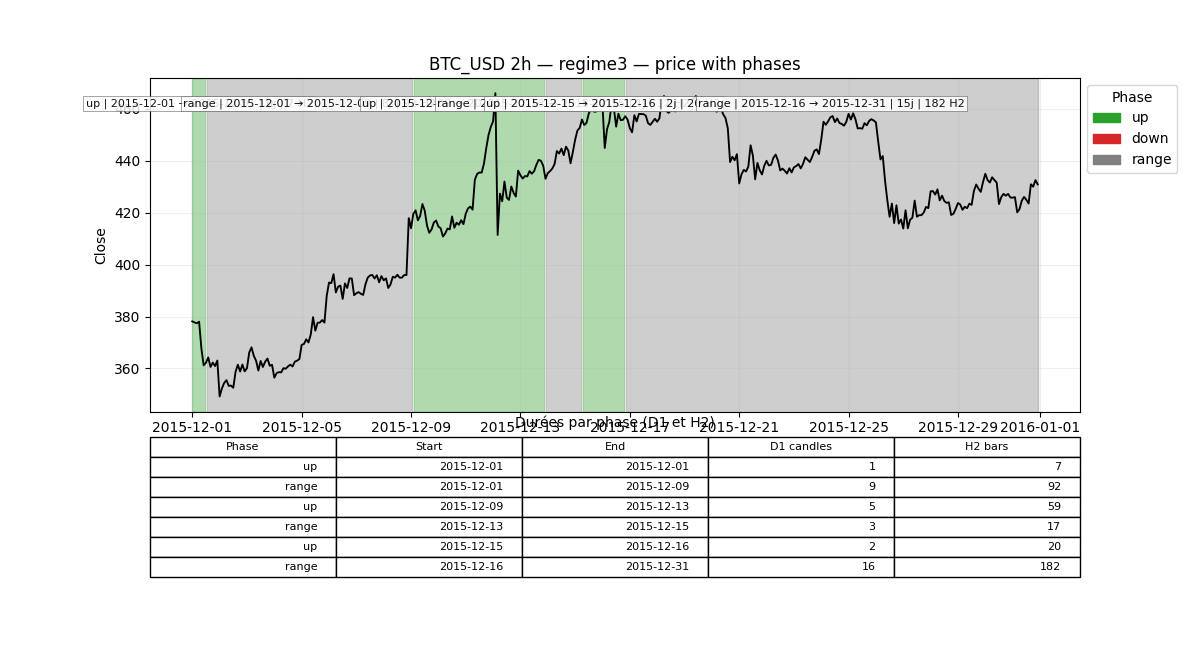 BTC_USD 2h — regime3 — price with phases
up | 2015-12-01 range | 2015-12-01 → 2015-12-0 up | 2015-12- range | 2 up | 2015-12-15 → 2015-12-16 | 2j | 20 range | 2015-12-16 → 2015-12-31 | 15j | 182 H2
Phase
up
down
range
Close
440
420
400
380
360
2015-12-01 2015-12-05 2015-12-09 2015-12-13 2015-12-17 2015-12-21 2015-12-25 2015-12-29 2016-01-01
Durées par phase (D1 et H2)
Phase Start End D1 candles H2 bars
up 2015-12-01 2015-12-01 1 7
range 2015-12-01 2015-12-09 9 92
up 2015-12-09 2015-12-13 5 59
range 2015-12-13 2015-12-15 3 17
up 2015-12-15 2015-12-16 2 20
range 2015-12-16 2015-12-31 16 182